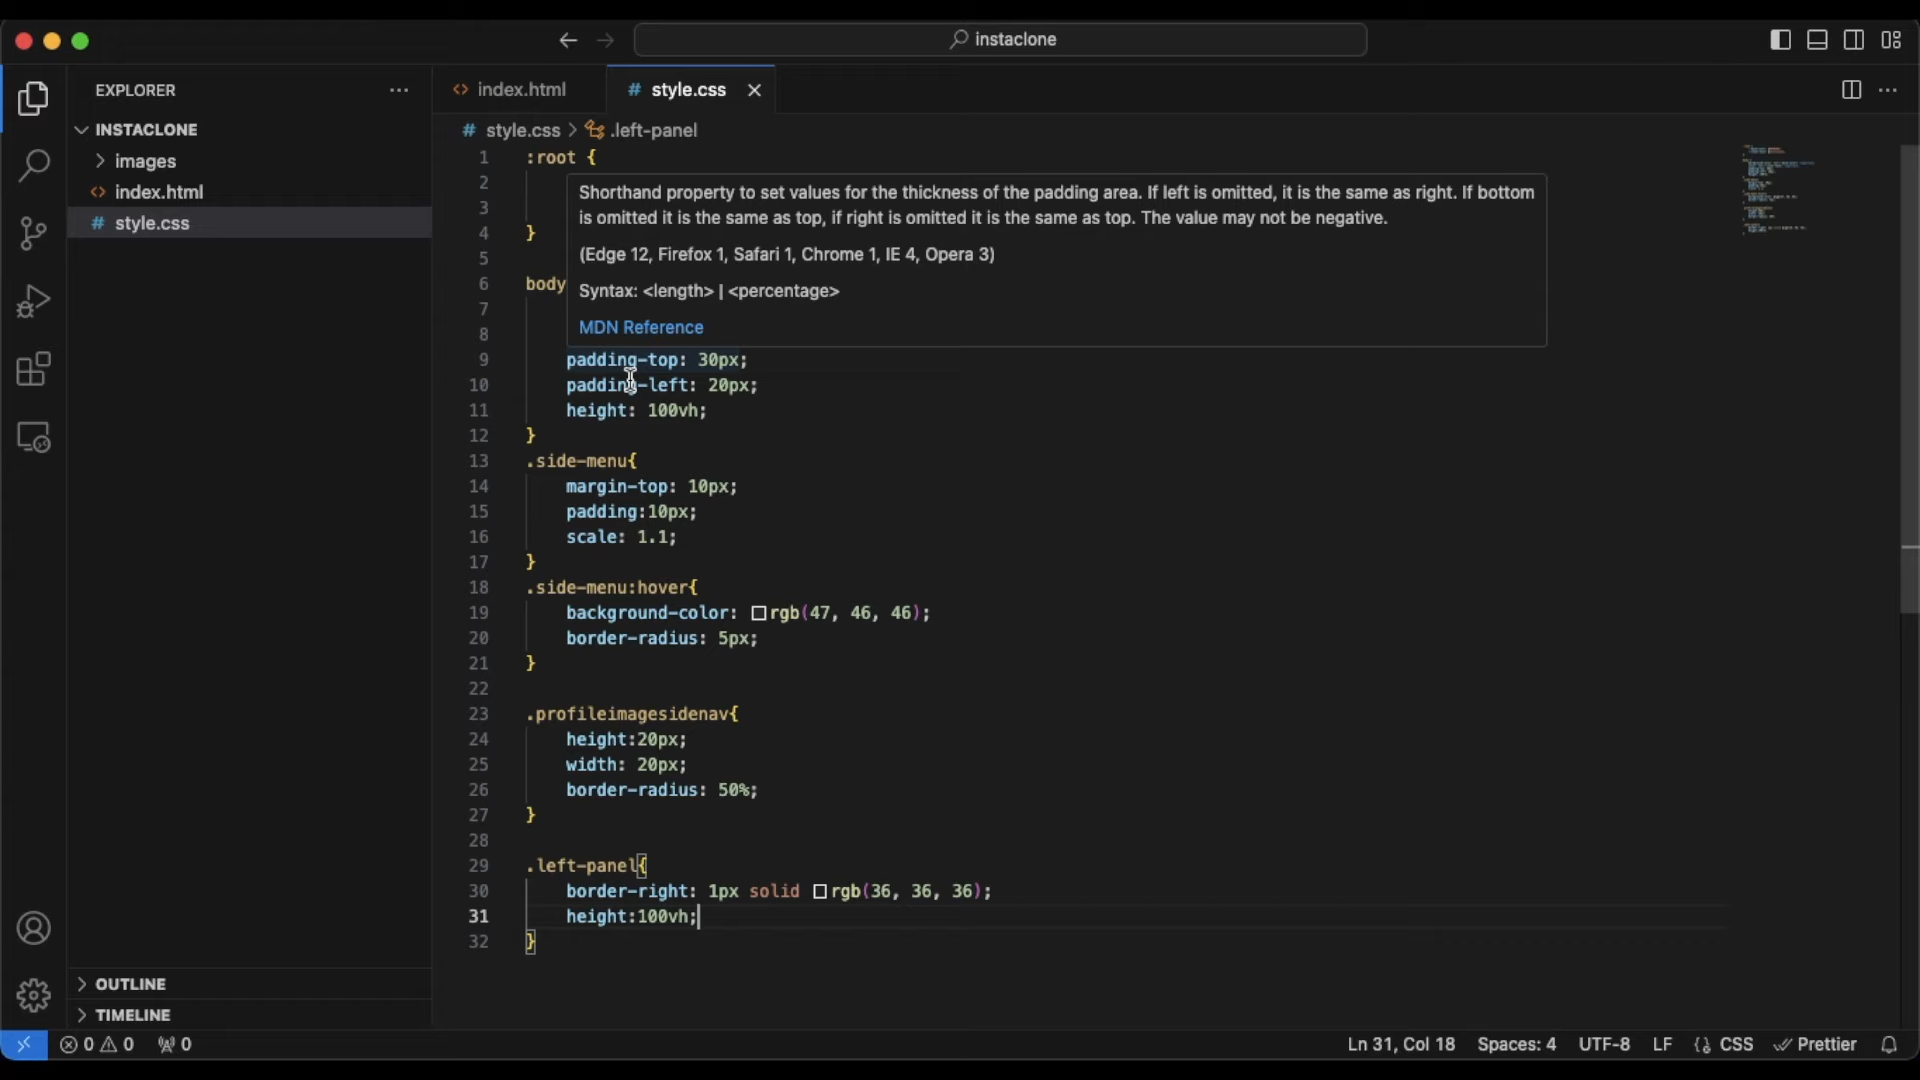 instaclone
EXPLORER
INSTACLONE
images
index.html
# style.css
OUTLINE
TIMELINE
index.html
# style.css
# style.css > .left-panel
1 :root {
2
3
4 }
5
6 body
7
8
Shorthand property to set values for the thickness of the padding area. If left is omitted, it is the same as right. If bottom
is omitted it is the same as top, if right is omitted it is the same as top. The value may not be negative.
(Edge 12, Firefox 1, Safari 1, Chrome 1, IE 4, Opera 3)
Syntax: <length> | <percentage>
MDN Reference
9 padding-top: 30px;
10 padding-left: 20px;
11 height: 100vh;
12 }
13 .side-menu{
14 margin-top: 10px;
15 padding:10px;
16 scale: 1.1;
17 }
18 .side-menu:hover{
19 background-color: rgb(47, 46, 46);
20 border-radius: 5px;
21 }
22
23 .profileimagesidenav{
24 height:20px;
25 width: 20px;
26 border-radius: 50%;
27 }
28
29 .left-panel{
30 border-right: 1px solid rgb(36, 36, 36);
31 height:100vh;
32 }
0 0 0 Ln 31, Col 18 Spaces: 4 UTF-8 LF CSS Prettier